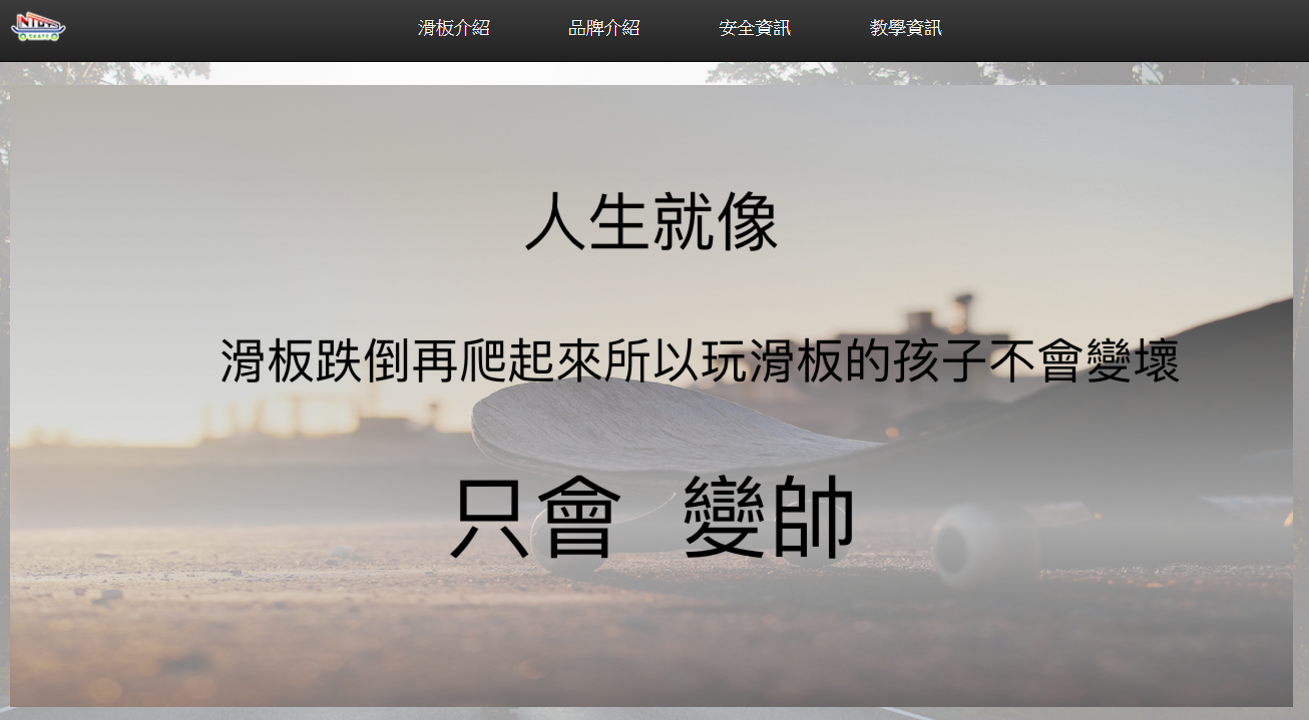 滑板介紹 品牌介紹 安全資訊 教學資訊
人生就像
滑板跌倒再爬起來所以玩滑板的孩子不會變壞
只會 變帥